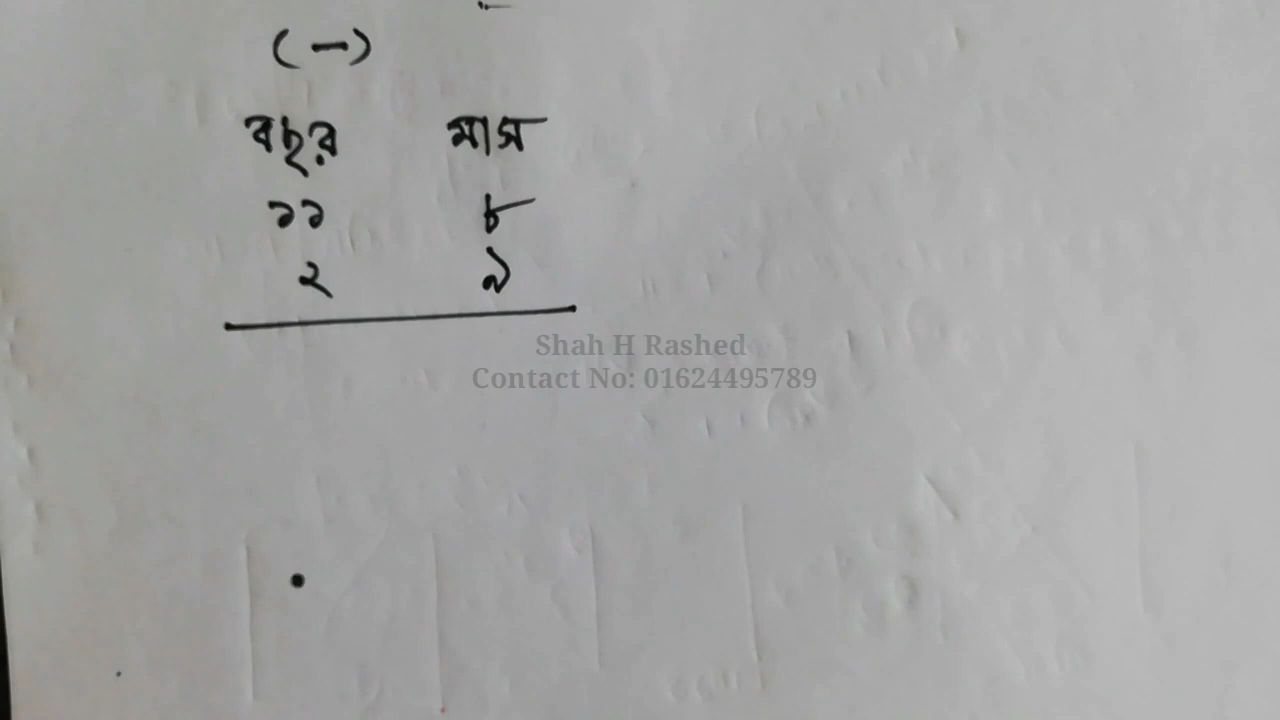 (−)
বছর মাস
১১ ৮
২ ৯
Shah H Rashed
Contact No: 01624495789